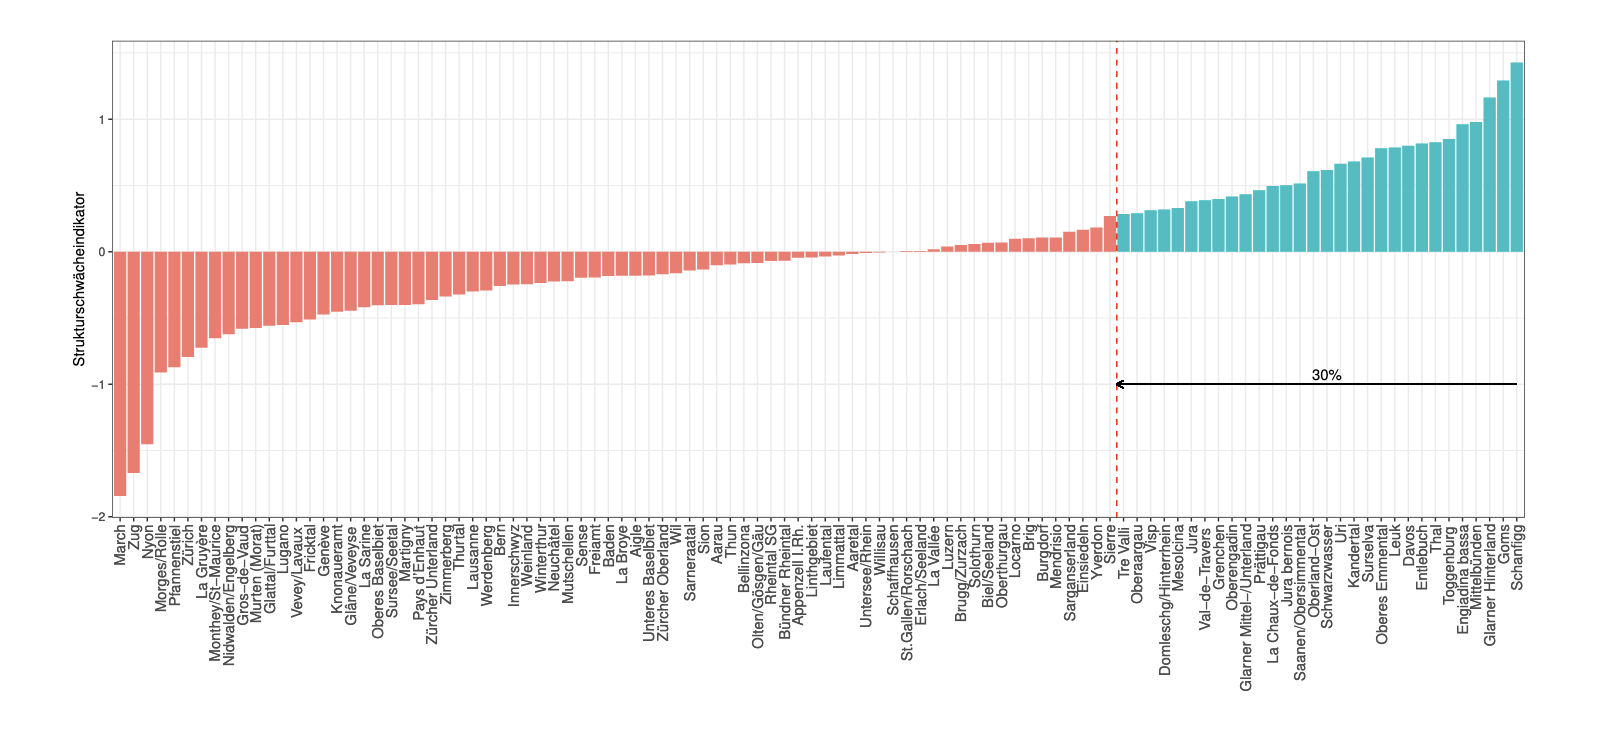 Strukturschwächeindikator
1
0
−1
−2
30%
March
Zug
Nyon
Morges/Rolle
Pfannenstiel
Zürich
La Gruyère
Monthey/St−Maurice
Nidwalden/Engelberg
Gros−de−Vaud
Murten (Morat)
Glattal/Furttal
Lugano
Vevey/Lavaux
Fricktal
Genève
Knonaueramt
Glâne/Veveyse
La Sarine
Oberes Baselbiet
Sursee/Seetal
Martigny
Pays d'Enhaut
Zürcher Unterland
Zimmerberg
Thurtal
Lausanne
Werdenberg
Bern
Innerschwyz
Weinland
Winterthur
Neuchâtel
Mutschellen
Sense
Freiamt
Baden
La Broye
Aigle
Unteres Baselbiet
Zürcher Oberland
Wil
Sarneraatal
Sion
Aarau
Thun
Bellinzona
Olten/Gösgen/Gäu
Rheintal SG
Bündner Rheintal
Appenzell I.Rh.
Linthgebiet
Laufental
Limmattal
Aaretal
Untersee/Rhein
Willisau
Schaffhausen
St.Gallen/Rorschach
Erlach/Seeland
La Vallée
Luzern
Brugg/Zurzach
Solothurn
Biel/Seeland
Oberthurgau
Locarno
Brig
Burgdorf
Mendrisio
Sarganserland
Einsiedeln
Yverdon
Sierre
Tre Valli
Oberaargau
Visp
Domleschg/Hinterrhein
Mesolcina
Jura
Val−de−Travers
Grenchen
Oberengadin
Glarner Mittel−/Unterland
Prättigau
La Chaux−de−Fonds
Jura bernois
Saanen/Obersimmental
Oberland−Ost
Schwarzwasser
Uri
Kandertal
Surselva
Oberes Emmental
Leuk
Davos
Entlebuch
Thal
Toggenburg
Engiadina bassa
Mittelbünden
Glarner Hinterland
Goms
Schanfigg